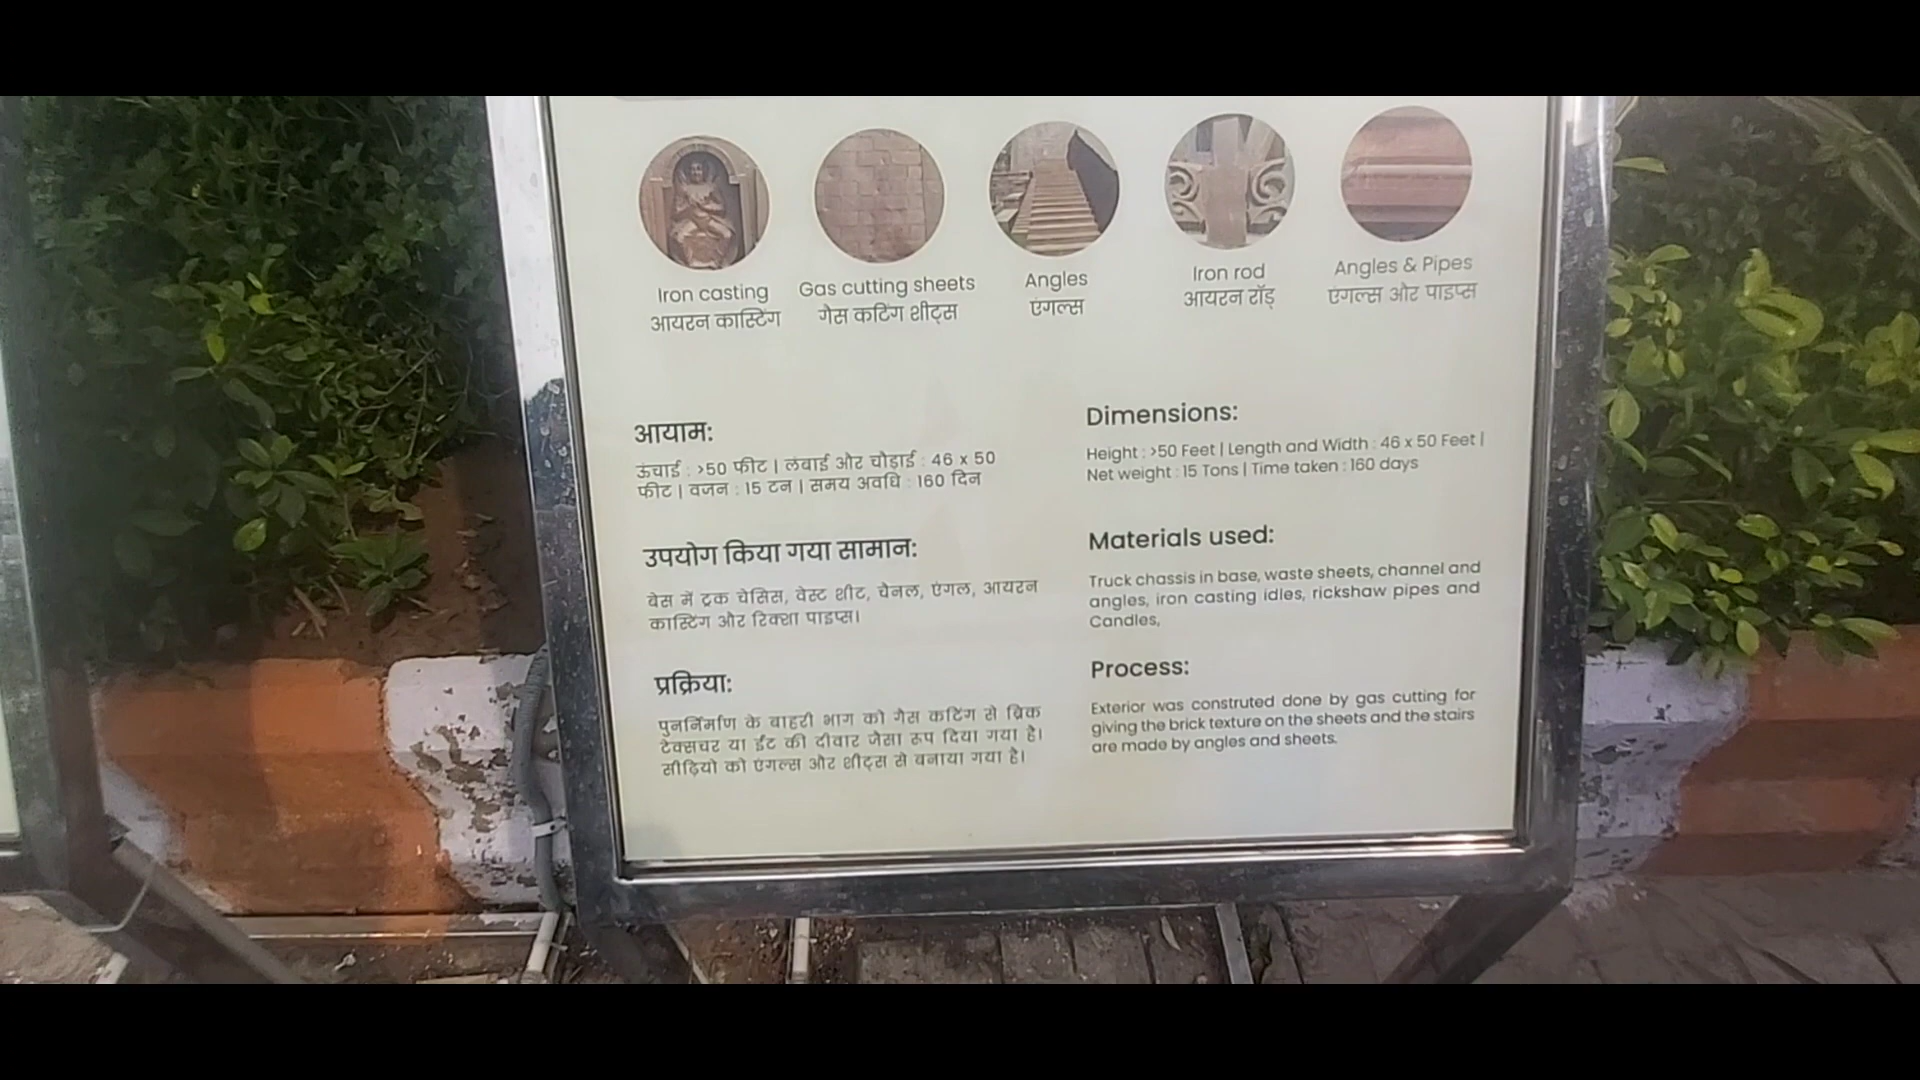 Iron casting
आयरन कास्टिंग
Gas cutting sheets
गैस कटिंग शीट्स
Angles
एंगल्स
Iron rod
आयरन रॉड्
Angles & Pipes
एंगल्स और पाइप्स
आयाम:
ऊंचाई : >50 फीट | लंबाई और चौड़ाई : 46 x 50
फीट | वजन : 15 टन | समय अवधि : 160 दिन
उपयोग किया गया सामान:
बेस में ट्रक चेसिस, वेस्ट शीट, चैनल, एंगल, आयरन
कास्टिंग और रिक्शा पाइप्स।
प्रक्रिया:
पुनर्निर्माण के बाहरी भाग को गैस कटिंग से ब्रिक
टेक्सचर या ईंट की दीवार जैसा रूप दिया गया है।
सीढ़ियो को एंगल्स और शीट्स से बनाया गया है।
Dimensions:
Height : >50 Feet | Length and Width : 46 x 50 Feet |
Net weight : 15 Tons | Time taken : 160 days
Materials used:
Truck chassis in base, waste sheets, channel and
angles, iron casting idles, rickshaw pipes and
Candles,
Process:
Exterior was construted done by gas cutting for
giving the brick texture on the sheets and the stairs
are made by angles and sheets.